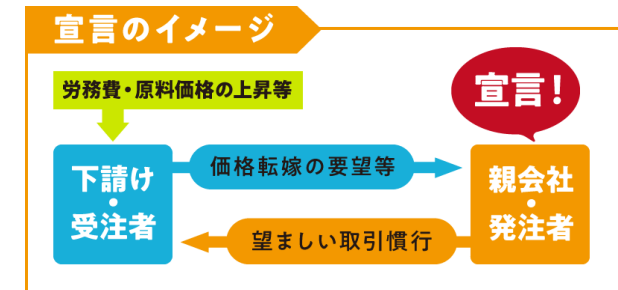 宣言のイメージ
労務費・原料価格の上昇等
宣言！
下請け
・
受注者
価格転嫁の要望等
親会社
・
発注者
望ましい取引慣行